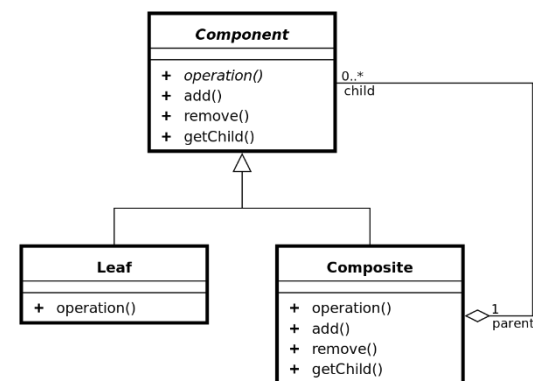 Component
+ operation()
+ add()
+ remove()
+ getChild()
0..*
child
Leaf
+ operation()
Composite
+ operation()
+ add()
+ remove()
+ getChild()
1
parent